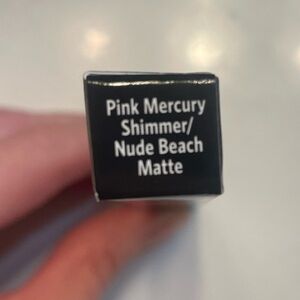 Pink Mercury
Shimmer/
Nude Beach
Matte